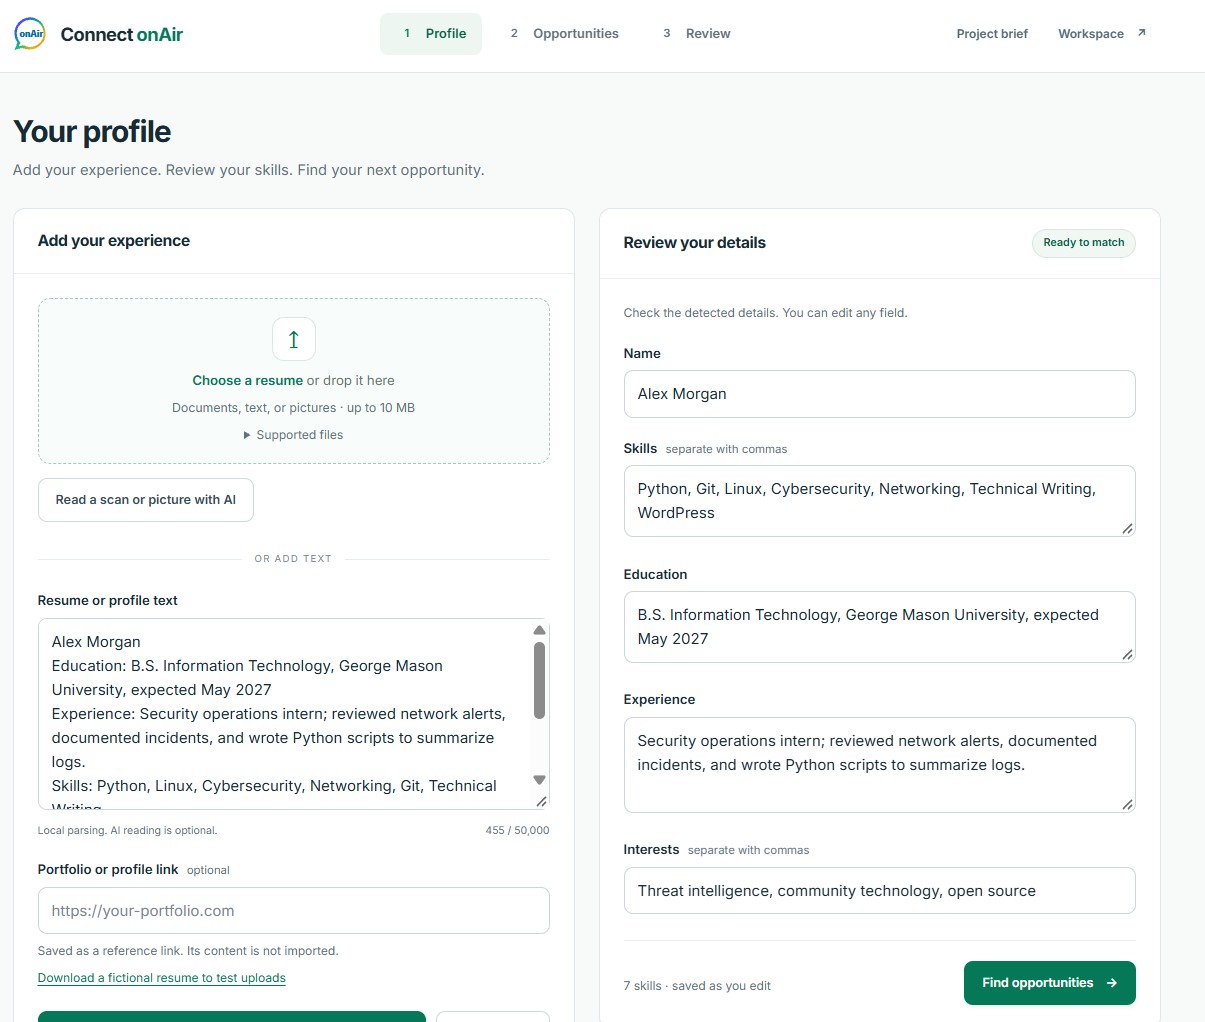 onAir
Connect onAir
1 Profile
2 Opportunities
3 Review
Project brief
Workspace ↗
Your profile
Add your experience. Review your skills. Find your next opportunity.
Add your experience
Choose a resume or drop it here
Documents, text, or pictures · up to 10 MB
▶ Supported files
Read a scan or picture with AI
OR ADD TEXT
Resume or profile text
Alex Morgan
Education: B.S. Information Technology, George Mason
University, expected May 2027
Experience: Security operations intern; reviewed network alerts,
documented incidents, and wrote Python scripts to summarize
logs.
Skills: Python, Linux, Cybersecurity, Networking, Git, Technical
Writing
Local parsing. AI reading is optional.
455 / 50,000
Portfolio or profile link optional
https://your-portfolio.com
Saved as a reference link. Its content is not imported.
Download a fictional resume to test uploads
Review your details
Ready to match
Check the detected details. You can edit any field.
Name
Alex Morgan
Skills separate with commas
Python, Git, Linux, Cybersecurity, Networking, Technical Writing,
WordPress
Education
B.S. Information Technology, George Mason University, expected
May 2027
Experience
Security operations intern; reviewed network alerts, documented
incidents, and wrote Python scripts to summarize logs.
Interests separate with commas
Threat intelligence, community technology, open source
7 skills · saved as you edit
Find opportunities →